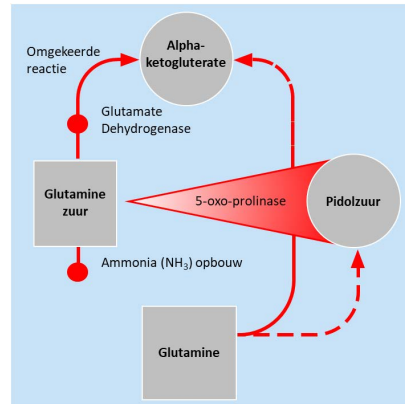 Omgekeerde
reactie
Alpha-
ketogluterate
Glutamate
Dehydrogenase
Glutamine
zuur
5-oxo-prolinase
Pidolzuur
Ammonia (NH₃) opbouw
Glutamine